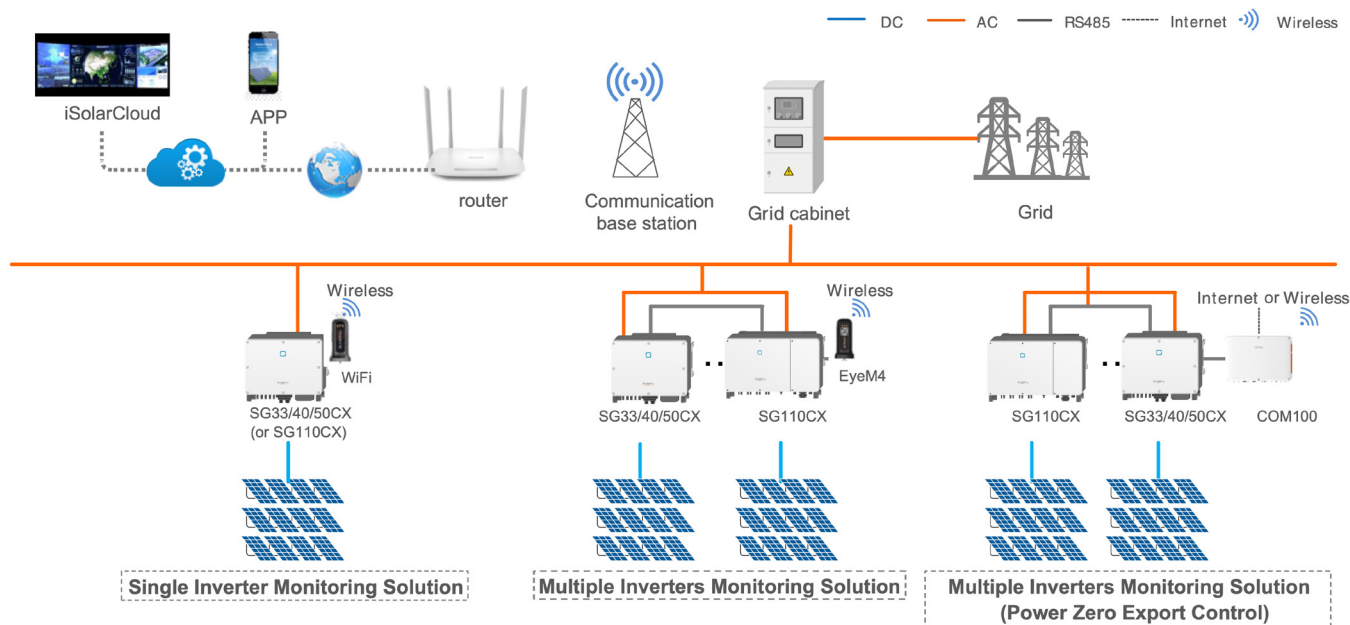 DC AC RS485 Internet Wireless
iSolarCloud
APP
router
Communication
base station
Grid cabinet
Grid
Wireless
WiFi
SG33/40/50CX
(or SG110CX)
Wireless
EyeM4
SG33/40/50CX
SG110CX
Internet or Wireless
SG110CX
SG33/40/50CX
COM100
Single Inverter Monitoring Solution
Multiple Inverters Monitoring Solution
Multiple Inverters Monitoring Solution
(Power Zero Export Control)